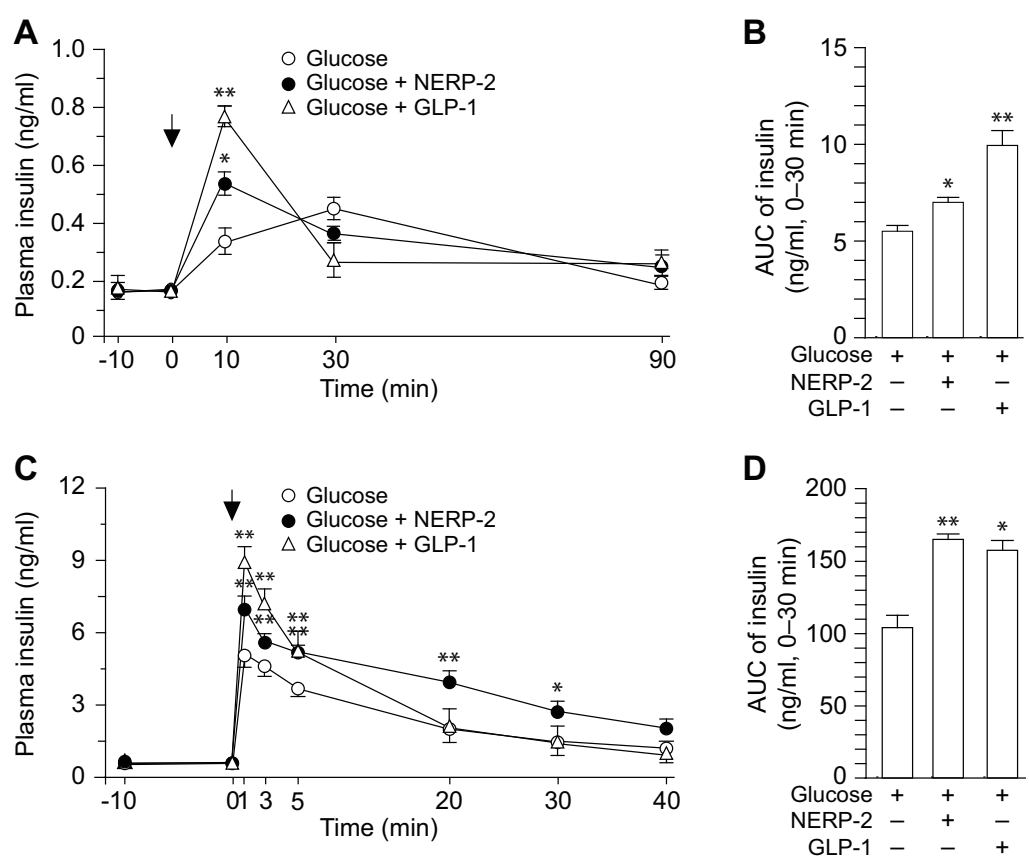 A
Plasma insulin (ng/ml)
1.0
0.8
0.6
0.4
0.2
0
Glucose
Glucose + NERP-2
Glucose + GLP-1
**
*
-10 0 10 30 90
Time (min)
B
AUC of insulin
(ng/ml, 0–30 min)
15
10
5
0
*
**
Glucose + + +
NERP-2 – + –
GLP-1 – – +
C
Plasma insulin (ng/ml)
12
9
6
3
0
Glucose
Glucose + NERP-2
Glucose + GLP-1
**
** **
** **
** ** *
-10 0 1 3 5 20 30 40
Time (min)
D
AUC of insulin
(ng/ml, 0–30 min)
200
150
100
50
0
**
*
Glucose + + +
NERP-2 – + –
GLP-1 – – +